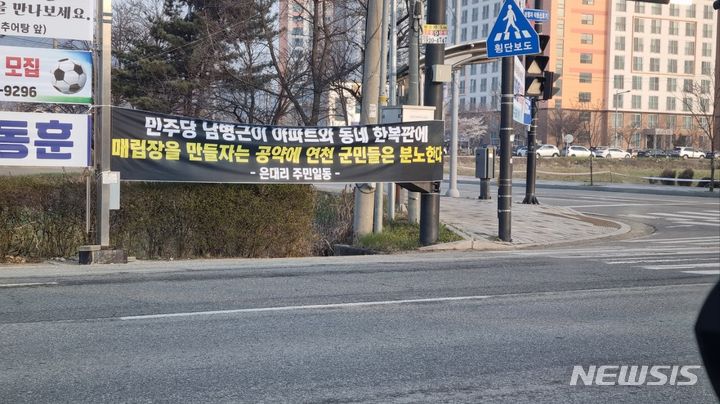 을 만나보세요.
추어탕 앞)
모집
-9296
동훈
민주당 남병근이 아파트와 동네 한복판에
매립장을 만들자는 공약에 연천 군민들은 분노한다
- 은대리 주민일동 -
횡단보도
NEWSIS